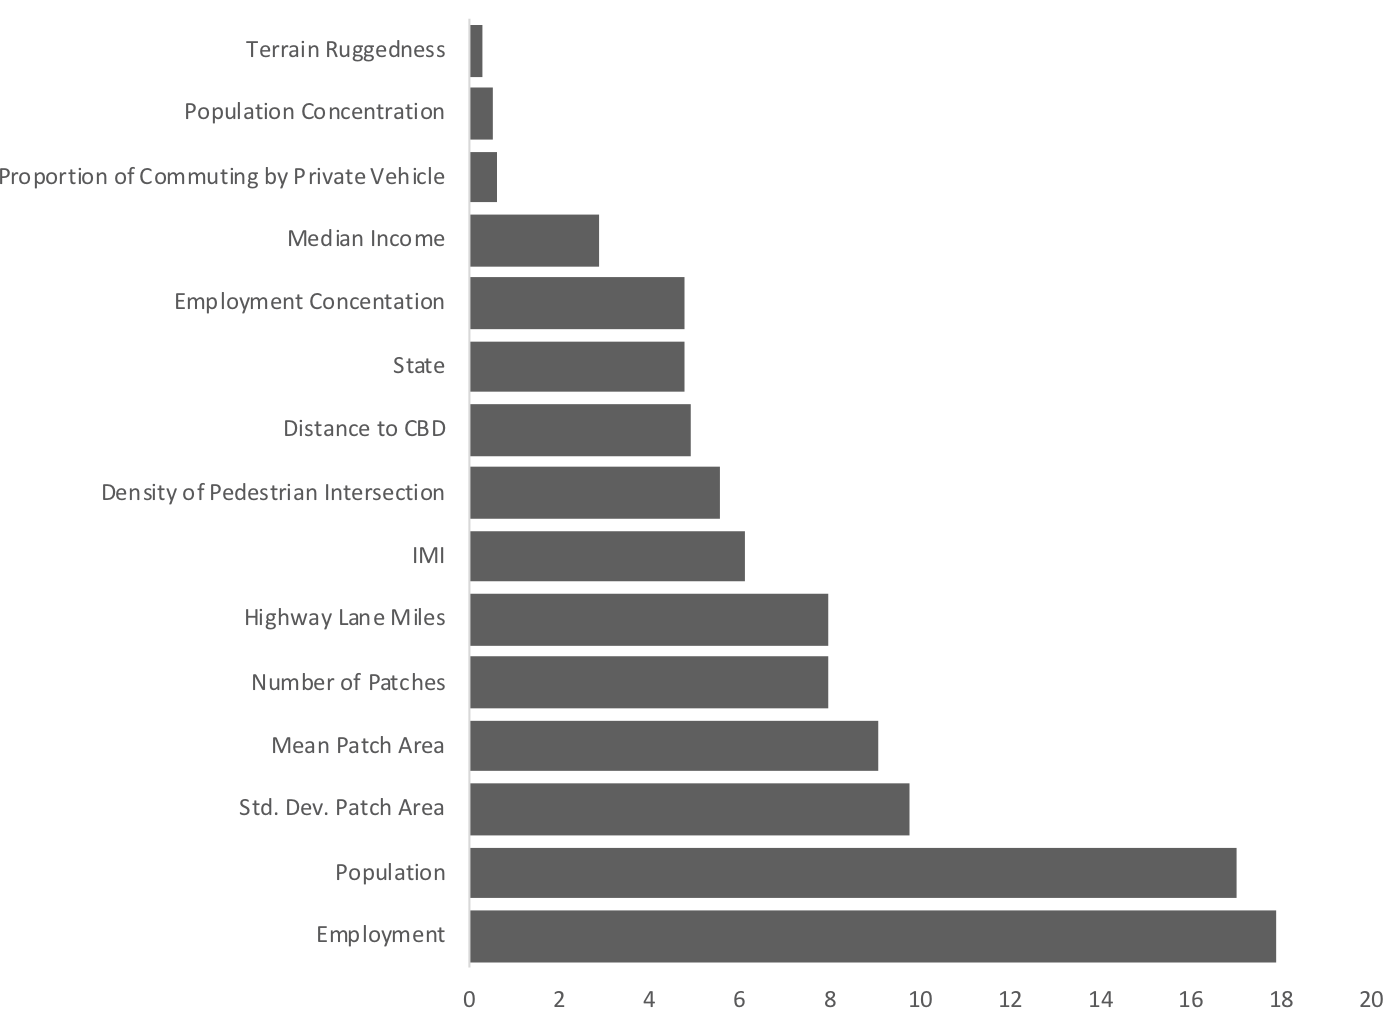 Terrain Ruggedness
Population Concentration
Proportion of Commuting by Private Vehicle
Median Income
Employment Concentation
State
Distance to CBD
Density of Pedestrian Intersection
IMI
Highway Lane Miles
Number of Patches
Mean Patch Area
Std. Dev. Patch Area
Population
Employment
0 2 4 6 8 10 12 14 16 18 20